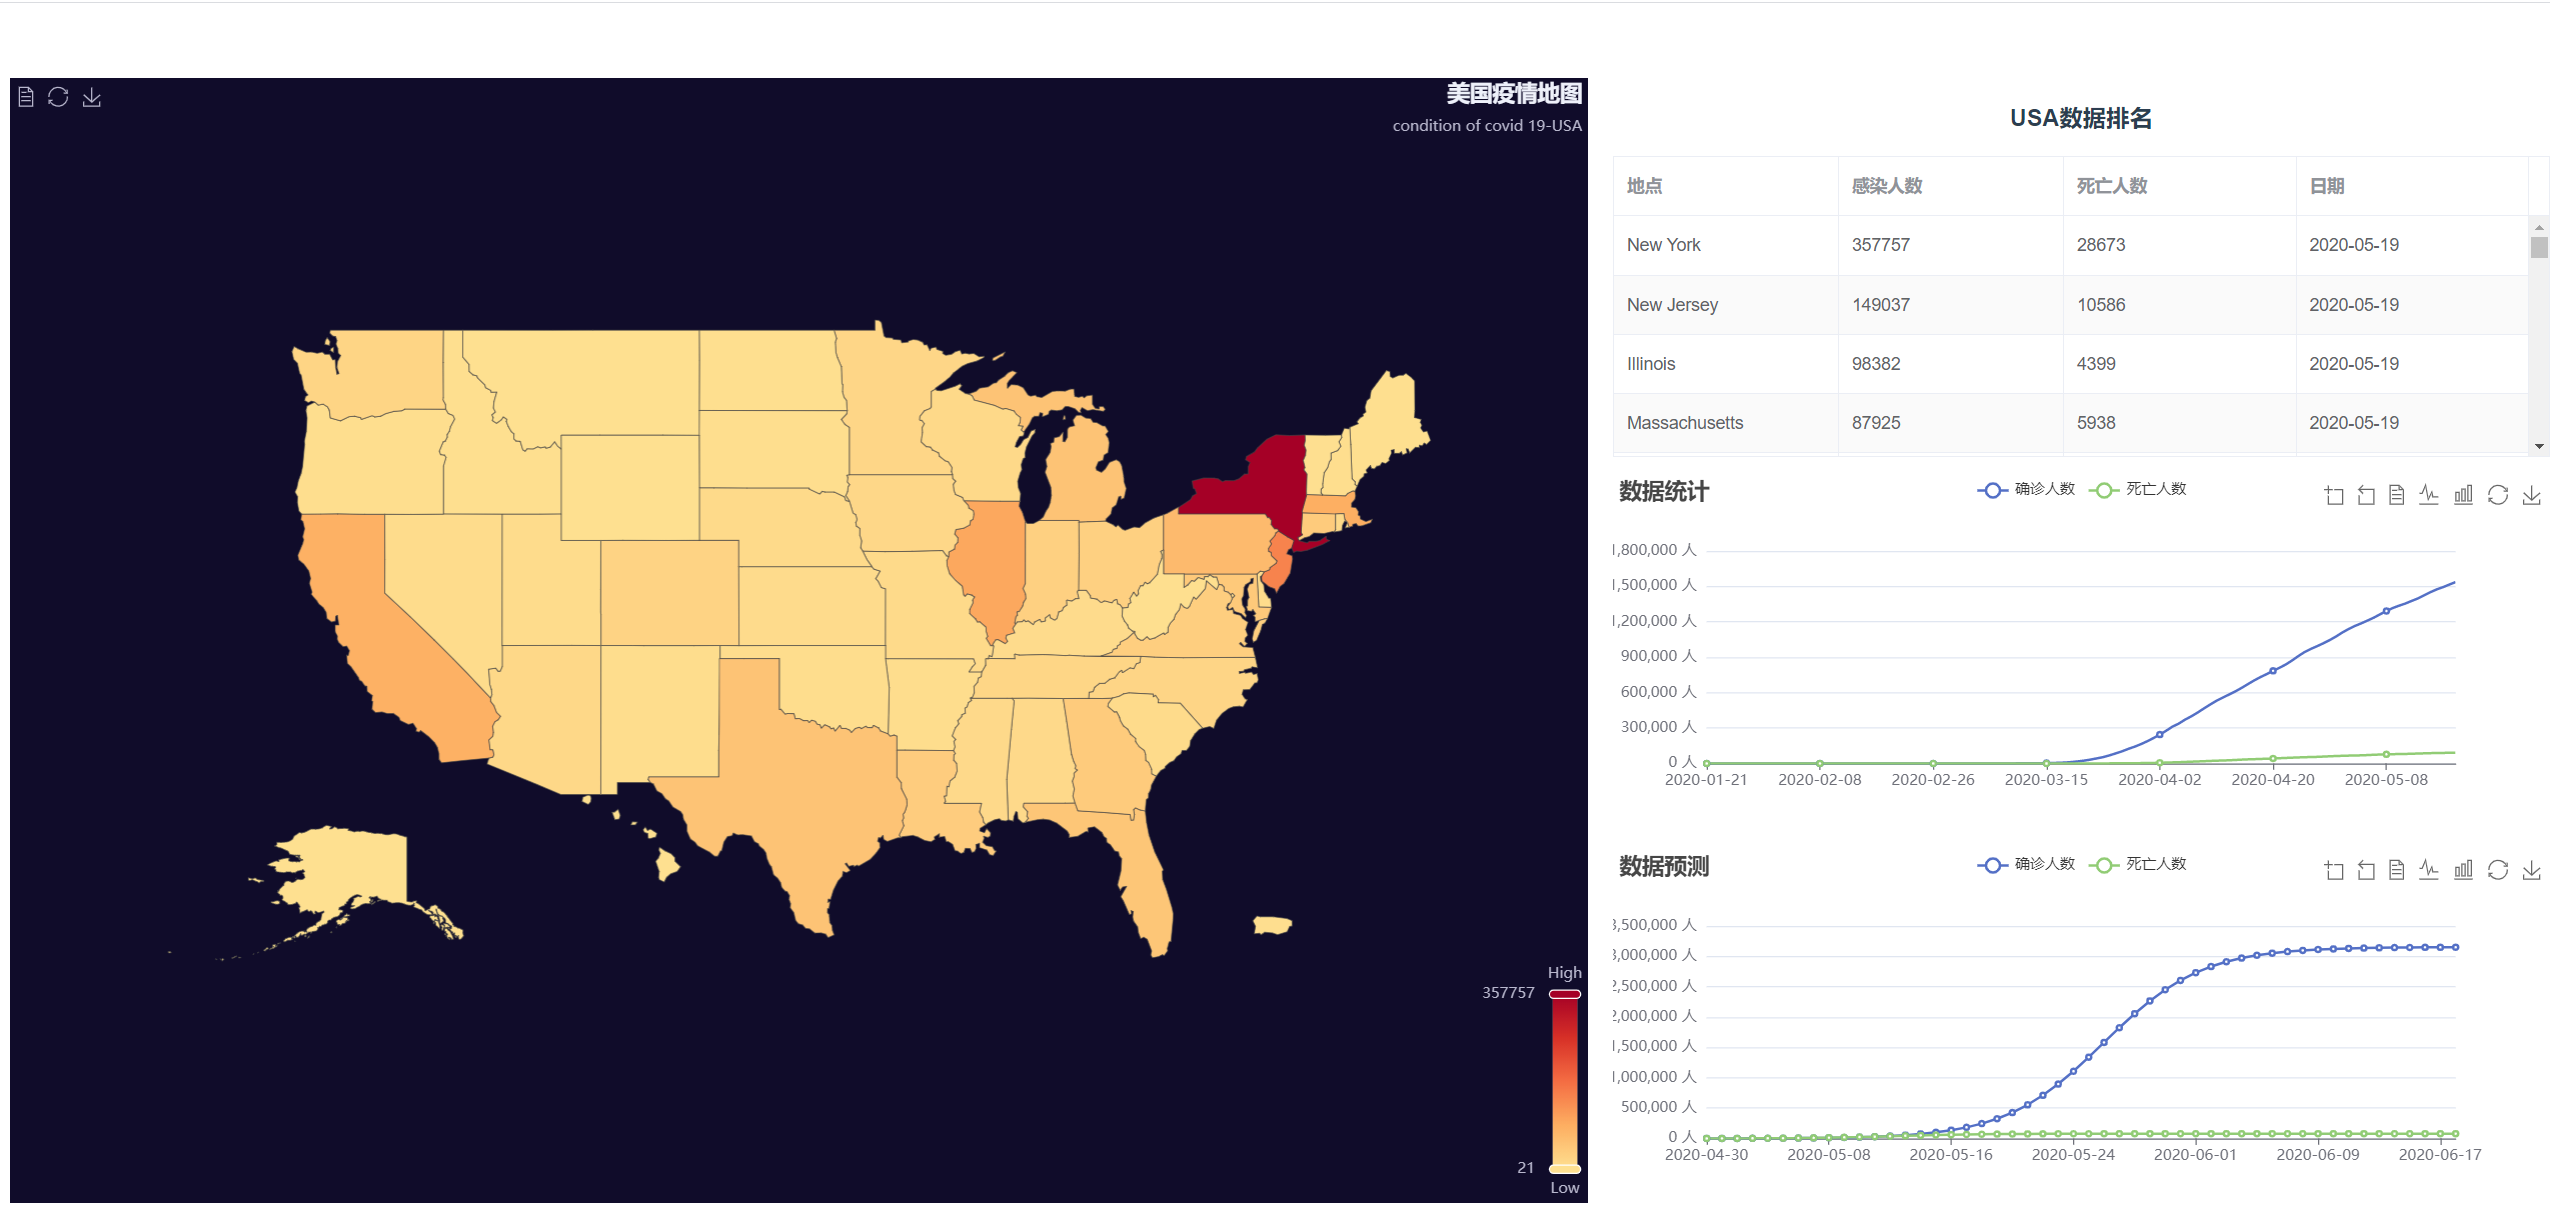 美国疫情地图
condition of covid 19-USA
High
357757
21
Low
USA数据排名
地点 感染人数 死亡人数 日期
New York 357757 28673 2020-05-19
New Jersey 149037 10586 2020-05-19
Illinois 98382 4399 2020-05-19
Massachusetts 87925 5938 2020-05-19
数据统计
确诊人数 死亡人数
1,800,000 人
1,500,000 人
1,200,000 人
900,000 人
600,000 人
300,000 人
0 人
2020-01-21 2020-02-08 2020-02-26 2020-03-15 2020-04-02 2020-04-20 2020-05-08
数据预测
确诊人数 死亡人数
3,500,000 人
3,000,000 人
2,500,000 人
2,000,000 人
1,500,000 人
1,000,000 人
500,000 人
0 人
2020-04-30 2020-05-08 2020-05-16 2020-05-24 2020-06-01 2020-06-09 2020-06-17